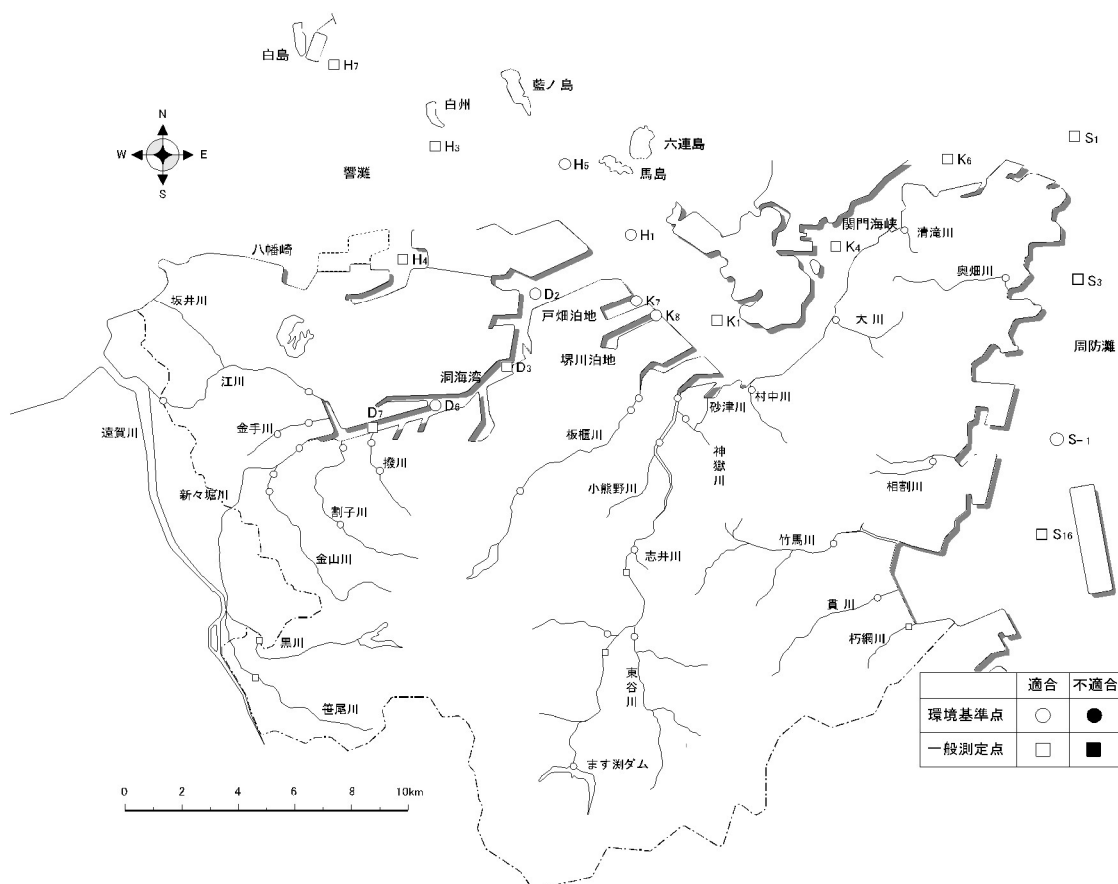 白島
H7
藍ノ島
白州
N
W E
S
H3
六連島
S1
H5
馬島
K6
響灘
関門海峡
清滝川
H1
K4
八幡崎
H4
奥畑川
S3
坂井川
D2
K7
戸畑泊地
K8
K1
大川
周防灘
D3
堺川泊地
洞海湾
江川
D6
村中川
砂津川
金手川
D7
板櫃川
遠賀川
撥川
神嶽川
S-1
新々堀川
小熊野川
相割川
割子川
竹馬川
S16
金山川
志井川
貫川
黒川
朽網川
東谷川
笹尾川
ます渕ダム
適合 不適合
環境基準点 ○ ●
一般測定点 □ ■
0 2 4 6 8 10km